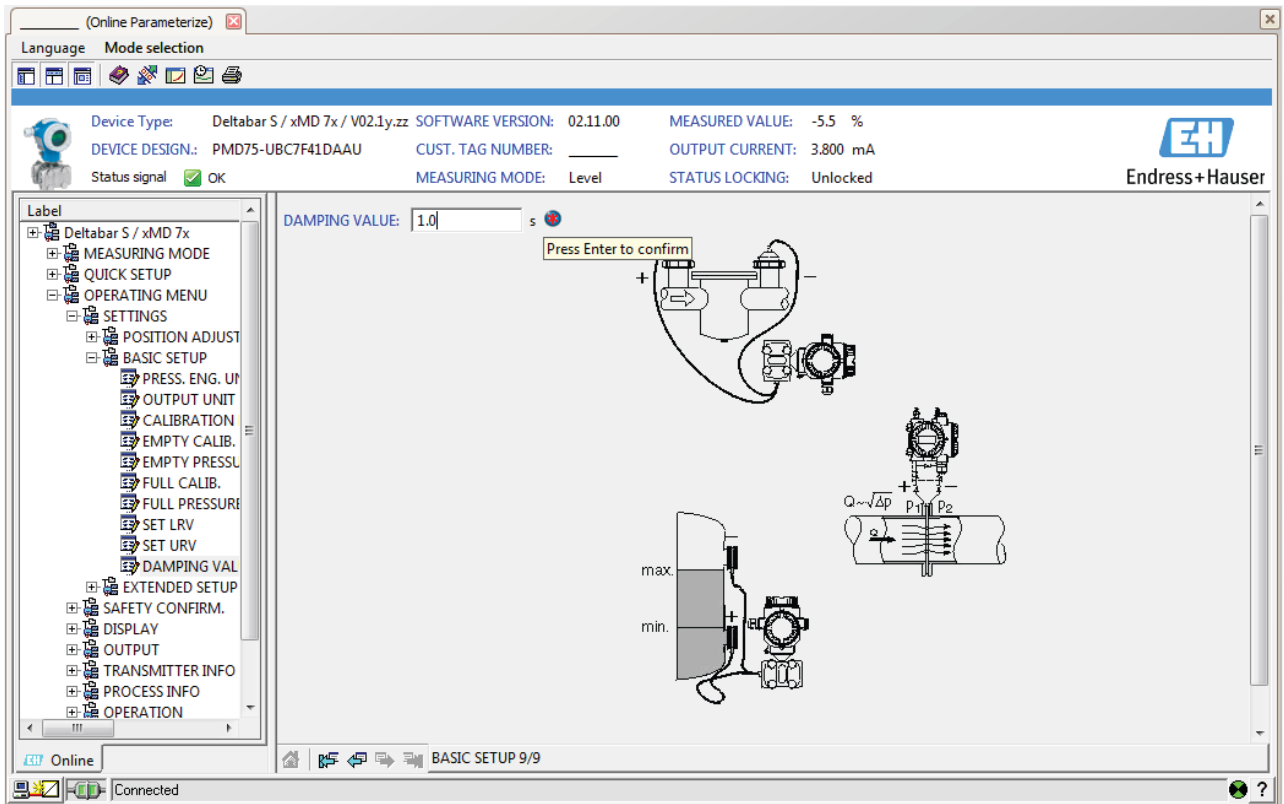 (Online Parameterize)
Language Mode selection
Device Type: Deltabar S / xMD 7x / V02.1y.zz SOFTWARE VERSION: 02.11.00 MEASURED VALUE: -5.5 %
DEVICE DESIGN.: PMD75-UBC7F41DAAU CUST. TAG NUMBER: OUTPUT CURRENT: 3.800 mA
Status signal OK MEASURING MODE: Level STATUS LOCKING: Unlocked
EH
Endress+Hauser
Label
Deltabar S / xMD 7x
MEASURING MODE
QUICK SETUP
OPERATING MENU
SETTINGS
POSITION ADJUST
BASIC SETUP
PRESS. ENG. UN
OUTPUT UNIT
CALIBRATION
EMPTY CALIB.
EMPTY PRESSU
FULL CALIB.
FULL PRESSURE
SET LRV
SET URV
DAMPING VAL
EXTENDED SETUP
SAFETY CONFIRM.
DISPLAY
OUTPUT
TRANSMITTER INFO
PROCESS INFO
OPERATION
EH Online
DAMPING VALUE: 1.0 s
Press Enter to confirm
+ −
+ −
Q~√Δp P1 P2
Q
−
max.
+
min.
BASIC SETUP 9/9
Connected
?